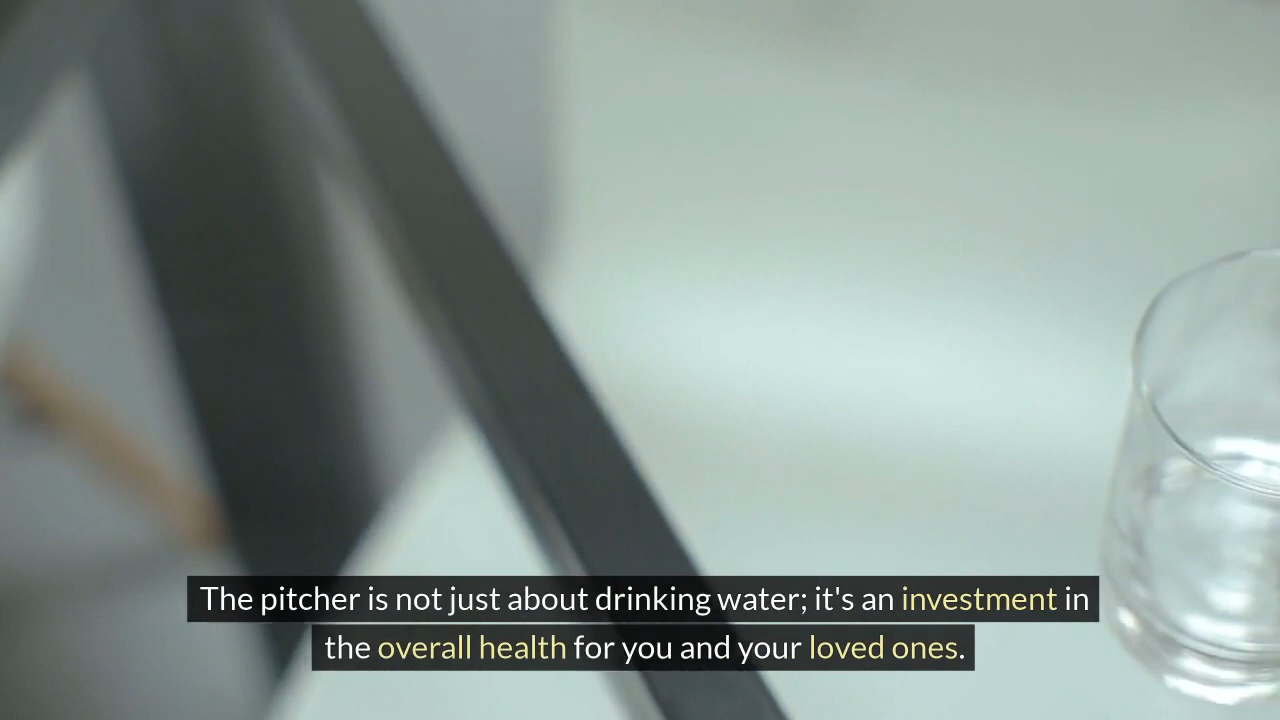 The pitcher is not just about drinking water; it's an investment in
the overall health for you and your loved ones.